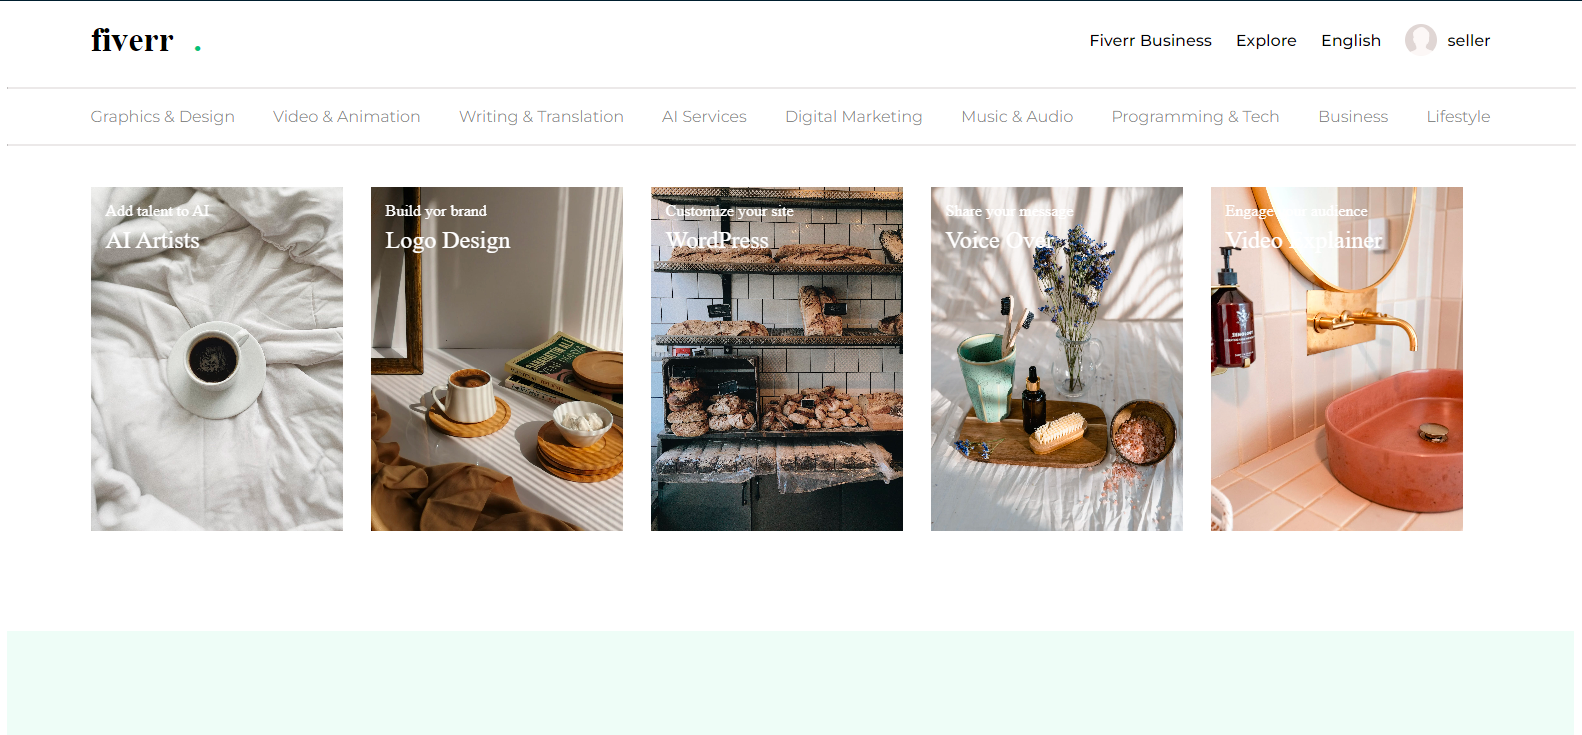 fiverr .
Fiverr Business Explore English seller
Graphics & Design Video & Animation Writing & Translation AI Services Digital Marketing Music & Audio Programming & Tech Business Lifestyle
Add talent to AI
AI Artists
Build yor brand
Logo Design
Customize your site
WordPress
Share your message
Voice Over
Engage your audience
Video Explainer